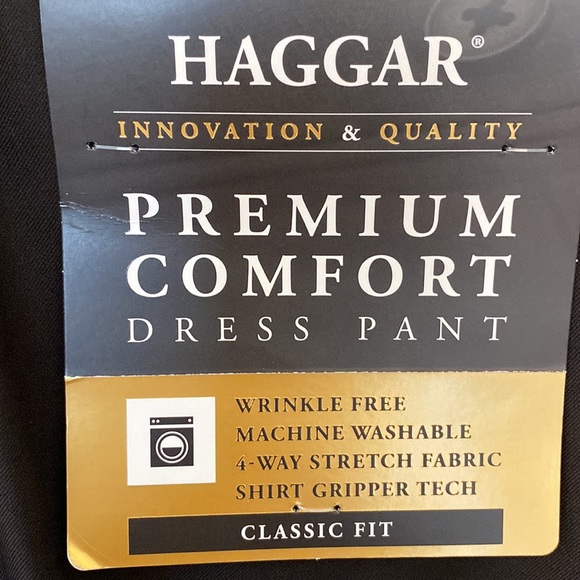 HAGGAR®
INNOVATION & QUALITY
PREMIUM
COMFORT
DRESS PANT
WRINKLE FREE
MACHINE WASHABLE
4-WAY STRETCH FABRIC
SHIRT GRIPPER TECH
CLASSIC FIT